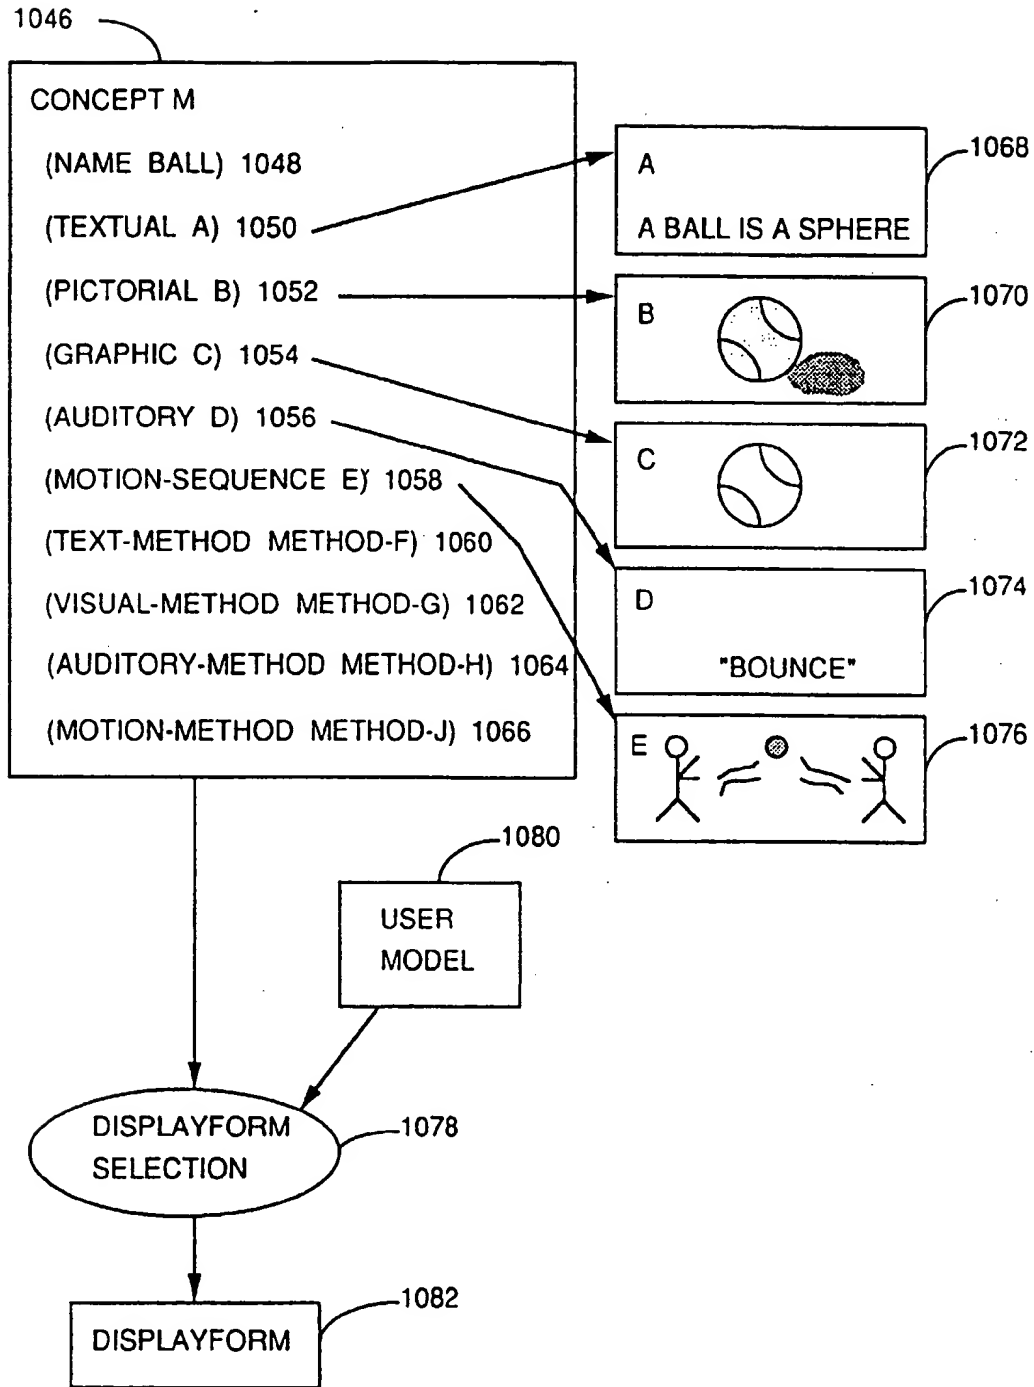 1046
CONCEPT M
(NAME BALL) 1048
(TEXTUAL A) 1050
(PICTORIAL B) 1052
(GRAPHIC C) 1054
(AUDITORY D) 1056
(MOTION-SEQUENCE E) 1058
(TEXT-METHOD METHOD-F) 1060
(VISUAL-METHOD METHOD-G) 1062
(AUDITORY-METHOD METHOD-H) 1064
(MOTION-METHOD METHOD-J) 1066
A
A BALL IS A SPHERE
1068
B
1070
C
1072
D
"BOUNCE"
1074
E
1076
1080
USER
MODEL
DISPLAYFORM
SELECTION
1078
1082
DISPLAYFORM